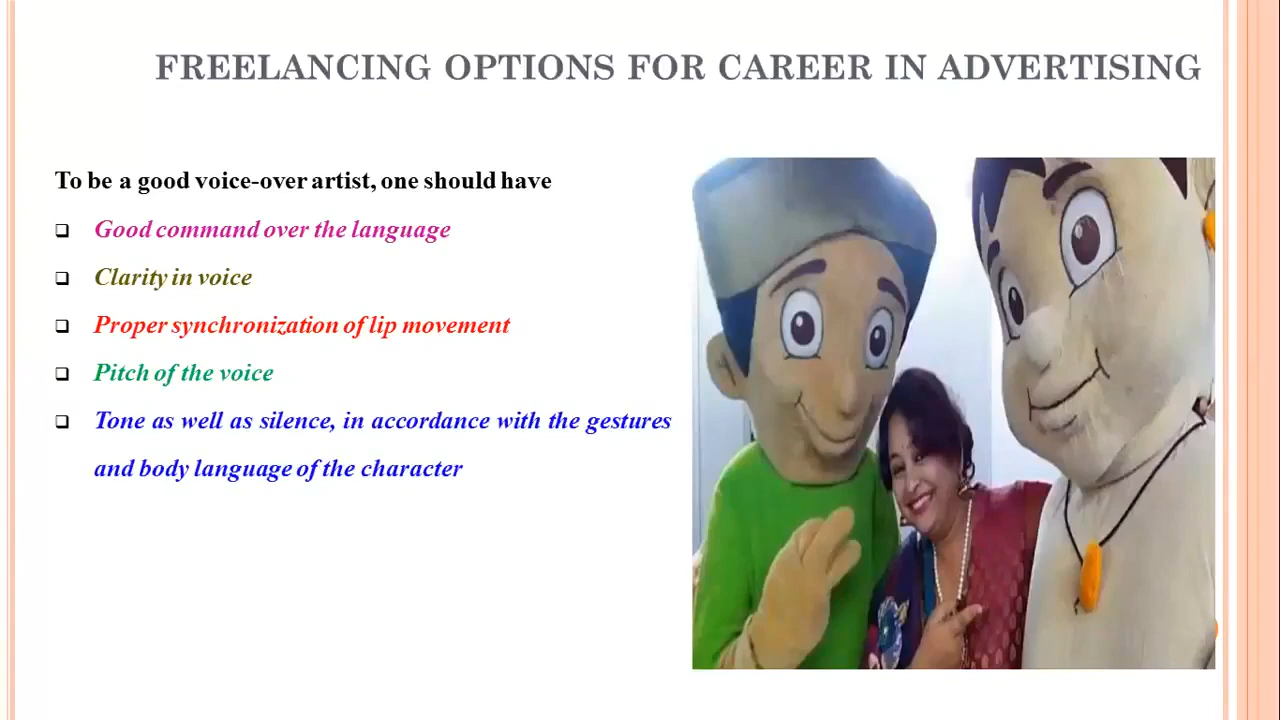 FREELANCING OPTIONS FOR CAREER IN ADVERTISING
To be a good voice-over artist, one should have
Good command over the language
Clarity in voice
Proper synchronization of lip movement
Pitch of the voice
Tone as well as silence, in accordance with the gestures
and body language of the character